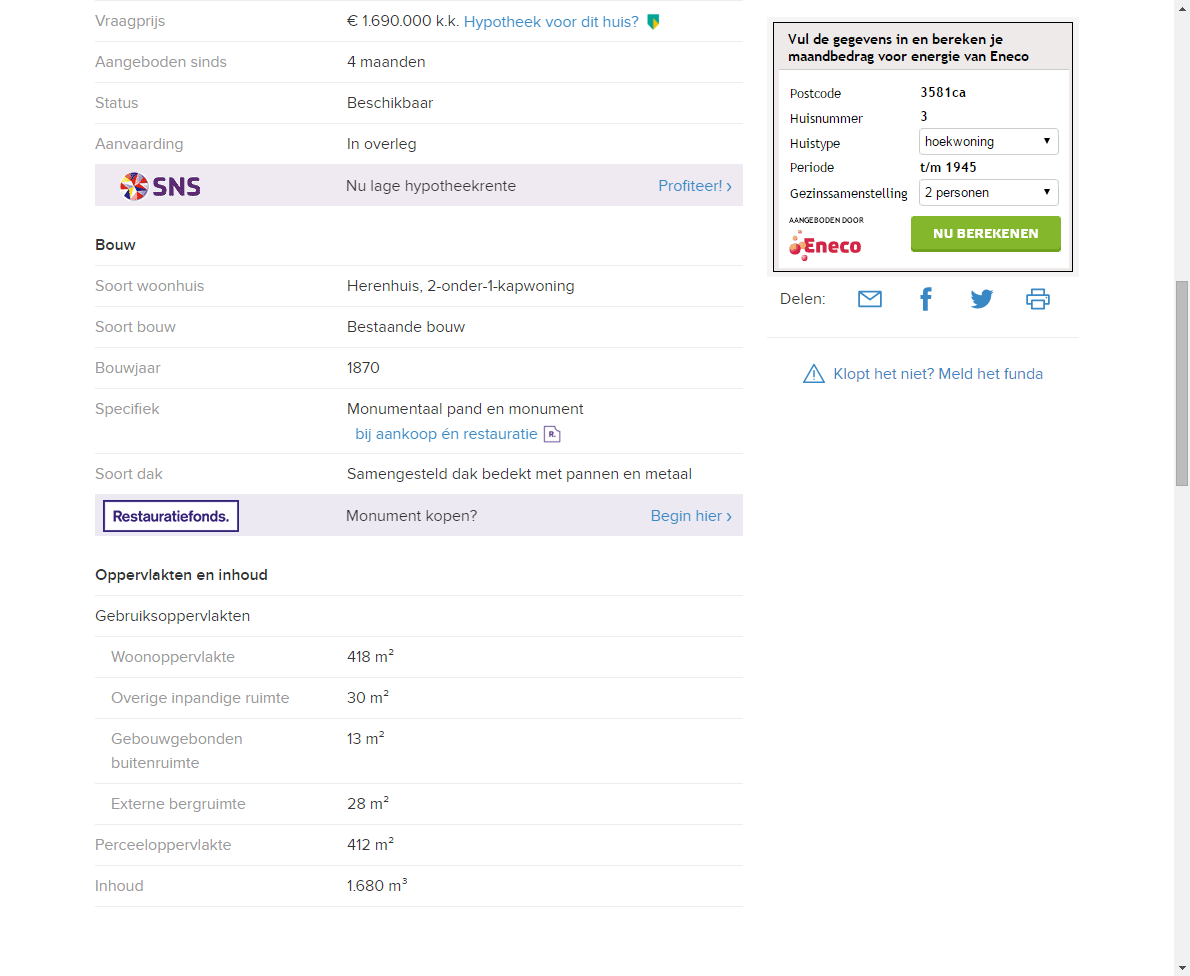 Vraagprijs € 1.690.000 k.k. Hypotheek voor dit huis?
Aangeboden sinds 4 maanden
Status Beschikbaar
Aanvaarding In overleg
SNS Nu lage hypotheekrente Profiteer! ›
Bouw
Soort woonhuis Herenhuis, 2-onder-1-kapwoning
Soort bouw Bestaande bouw
Bouwjaar 1870
Specifiek Monumentaal pand en monument
bij aankoop én restauratie R.
Soort dak Samengesteld dak bedekt met pannen en metaal
Restauratiefonds. Monument kopen? Begin hier ›
Oppervlakten en inhoud
Gebruiksoppervlakten
Woonoppervlakte 418 m²
Overige inpandige ruimte 30 m²
Gebouwgebonden 13 m²
buitenruimte
Externe bergruimte 28 m²
Perceeloppervlakte 412 m²
Inhoud 1.680 m³
Vul de gegevens in en bereken je
maandbedrag voor energie van Eneco
Postcode 3581ca
Huisnummer 3
Huistype hoekwoning
Periode t/m 1945
Gezinssamenstelling 2 personen
AANGEBODEN DOOR
Eneco NU BEREKENEN
Delen:
Klopt het niet? Meld het funda